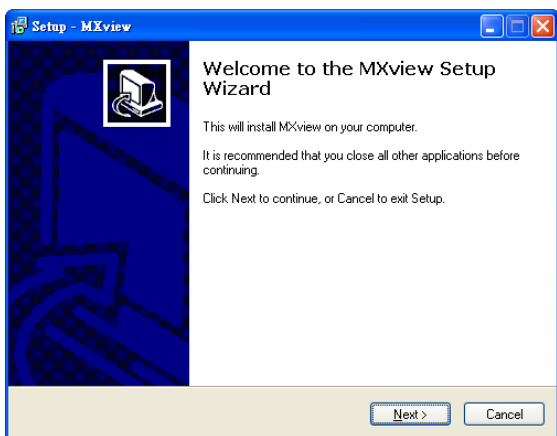 Setup - MXview
Welcome to the MXview Setup
Wizard
This will install MXview on your computer.
It is recommended that you close all other applications before
continuing.
Click Next to continue, or Cancel to exit Setup.
Next >
Cancel